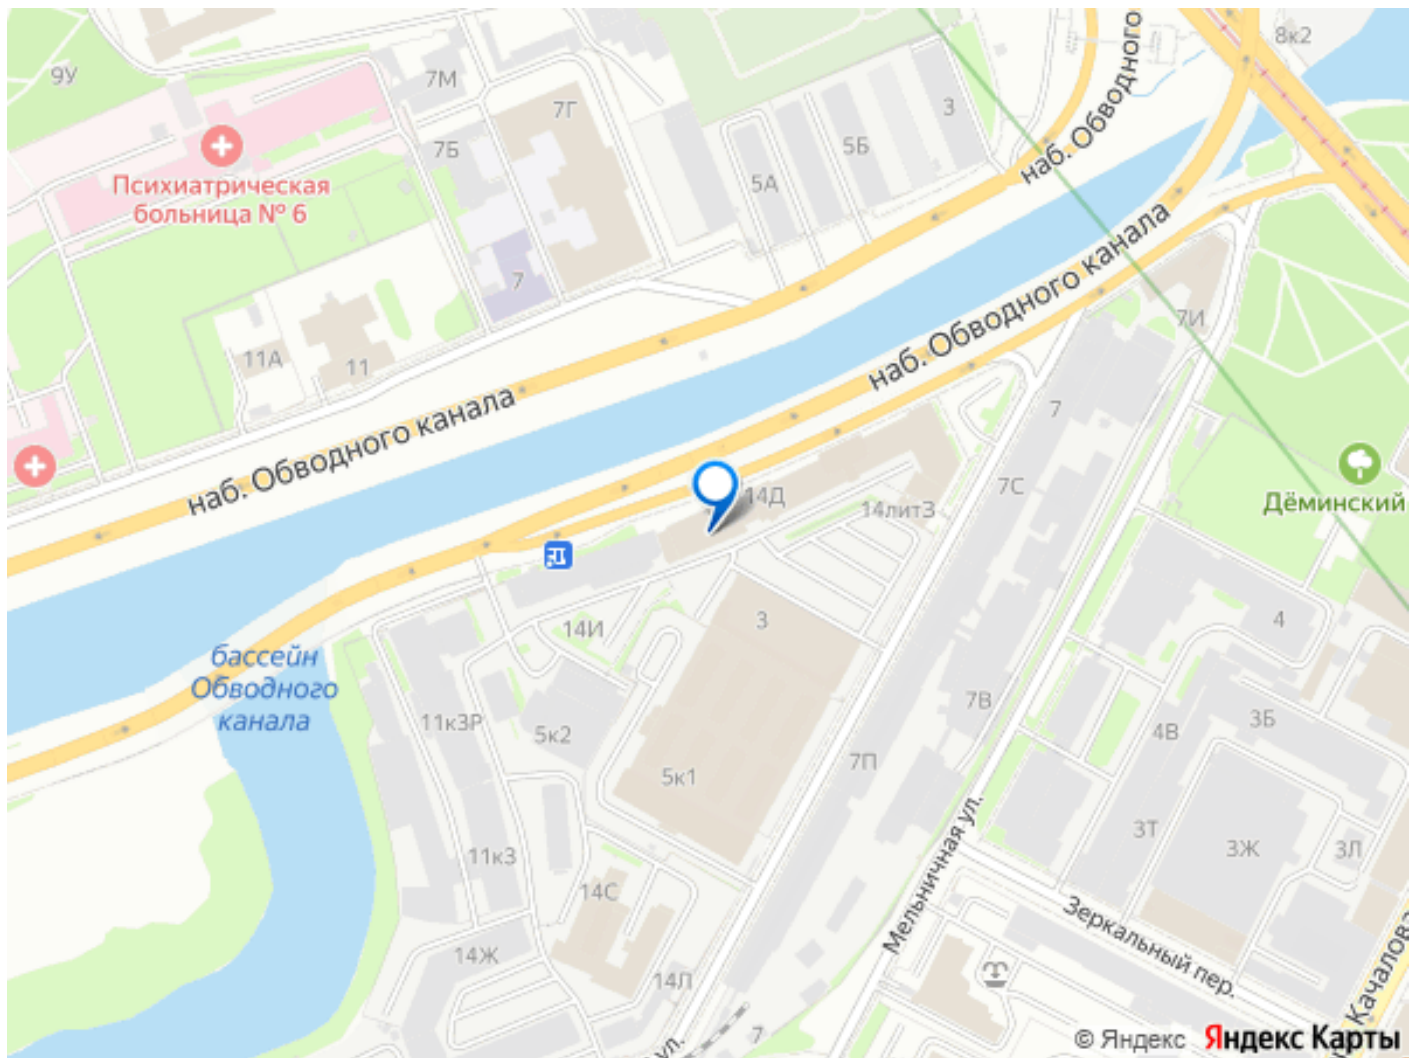 8к2
9У
7М
7Г
3
7Б
5Б
5А
наб. Обводного
Психиатрическая
больница № 6
наб. Обводного канала
7
7И
11А
11
7
наб. Обводного канала
7С
Дёминский
14Д
14литЗ
14И
3
4
бассейн
Обводного
канала
7В
3Б
4В
11к3Р
5к2
7П
5к1
3Т
3Ж
3Л
11к3
14С
Мельничная ул.
Зеркальный пер.
Качалова
14Ж
14Л
7
ул.
© Яндекс Яндекс Карты